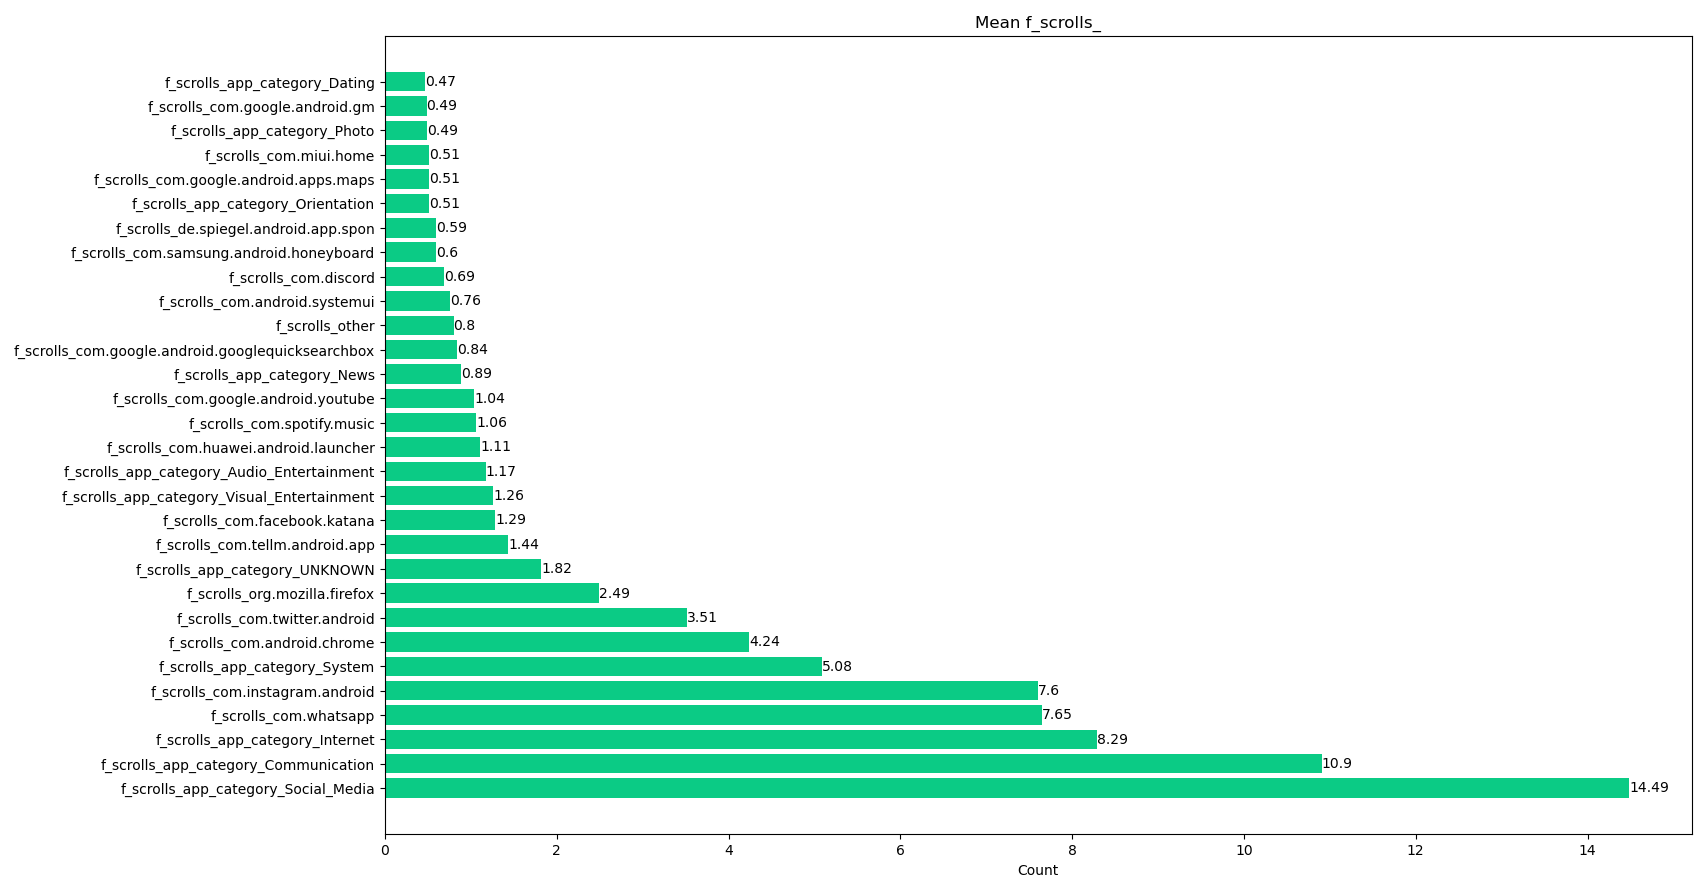 Mean f_scrolls_
f_scrolls_app_category_Dating 0.47
f_scrolls_com.google.android.gm 0.49
f_scrolls_app_category_Photo 0.49
f_scrolls_com.miui.home 0.51
f_scrolls_com.google.android.apps.maps 0.51
f_scrolls_app_category_Orientation 0.51
f_scrolls_de.spiegel.android.app.spon 0.59
f_scrolls_com.samsung.android.honeyboard 0.6
f_scrolls_com.discord 0.69
f_scrolls_com.android.systemui 0.76
f_scrolls_other 0.8
f_scrolls_com.google.android.googlequicksearchbox 0.84
f_scrolls_app_category_News 0.89
f_scrolls_com.google.android.youtube 1.04
f_scrolls_com.spotify.music 1.06
f_scrolls_com.huawei.android.launcher 1.11
f_scrolls_app_category_Audio_Entertainment 1.17
f_scrolls_app_category_Visual_Entertainment 1.26
f_scrolls_com.facebook.katana 1.29
f_scrolls_com.tellm.android.app 1.44
f_scrolls_app_category_UNKNOWN 1.82
f_scrolls_org.mozilla.firefox 2.49
f_scrolls_com.twitter.android 3.51
f_scrolls_com.android.chrome 4.24
f_scrolls_app_category_System 5.08
f_scrolls_com.instagram.android 7.6
f_scrolls_com.whatsapp 7.65
f_scrolls_app_category_Internet 8.29
f_scrolls_app_category_Communication 10.9
f_scrolls_app_category_Social_Media 14.49
0 2 4 6 8 10 12 14
Count